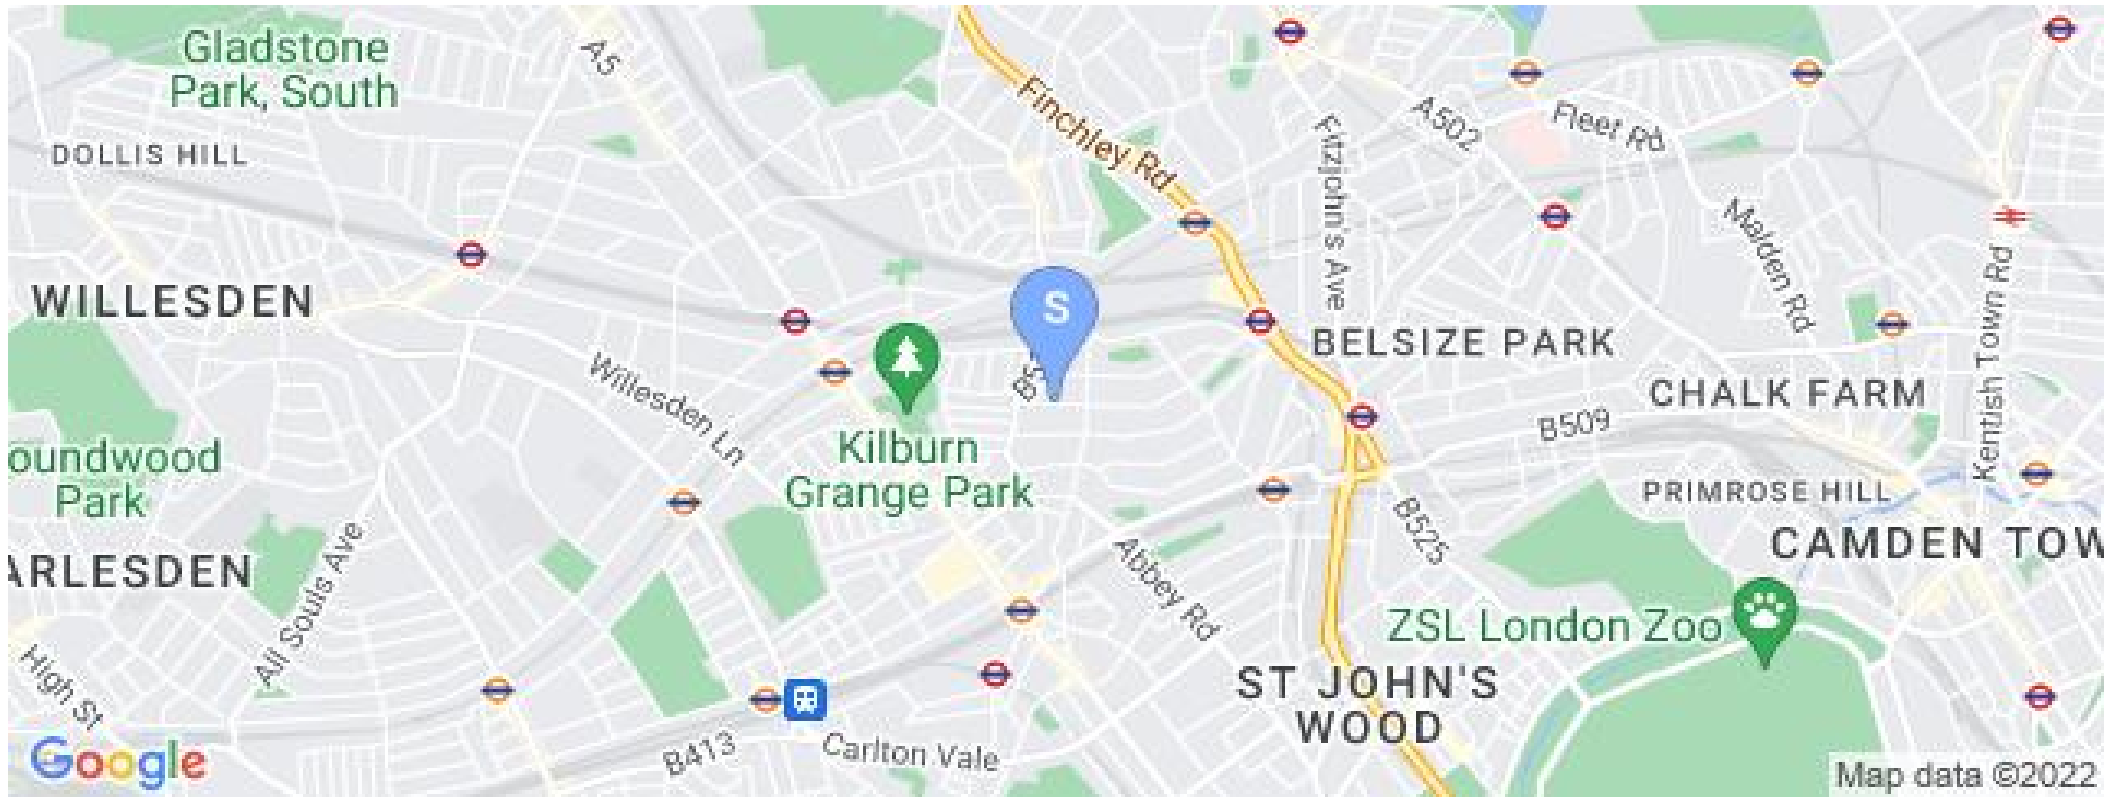 Gladstone
Park, South
A5
Finchley Rd
Fitzjohn's Ave
A502
Fleet Rd
DOLLIS HILL
Malden Rd
Kentish Town Rd
WILLESDEN
S
BELSIZE PARK
Willesden Ln
CHALK FARM
B509
Kilburn
Grange Park
oundwood
Park
PRIMROSE HILL
B525
CAMDEN TOW
ARLESDEN
All Souls Ave
Abbey Rd
ZSL London Zoo
High St
ST JOHN'S
WOOD
B413
Carlton Vale
Google
Map data ©2022